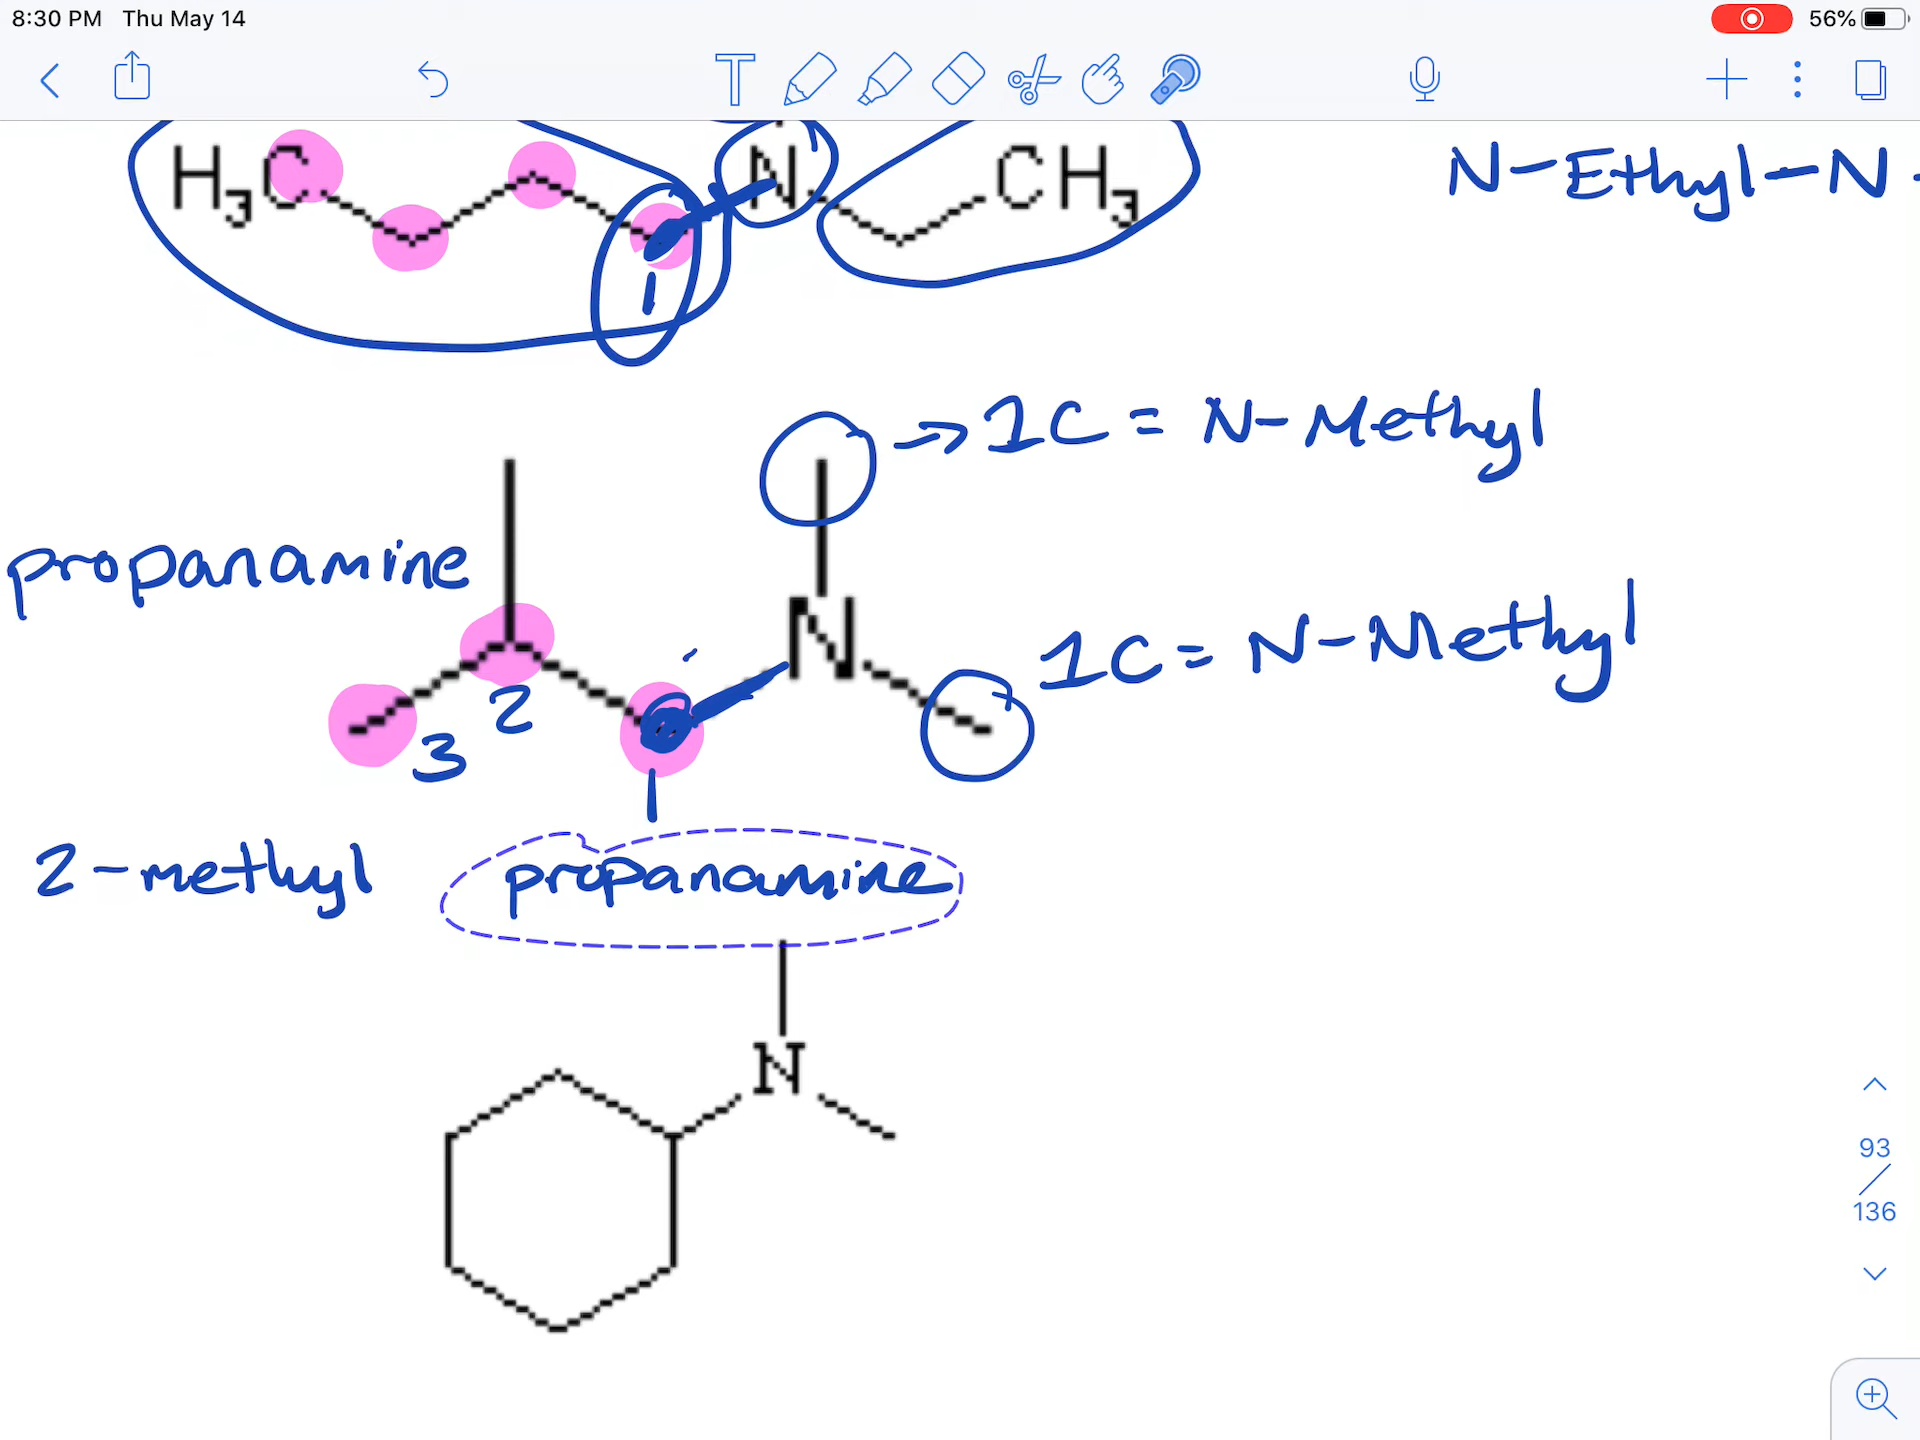 8:30 PM Thu May 14 56%
H3C N CH3 N-Ethyl-N-
1
→ 1C = N-Methyl
propanamine
N 1C = N-Methyl
2
3
1
2-methyl propanamine
N
93
136